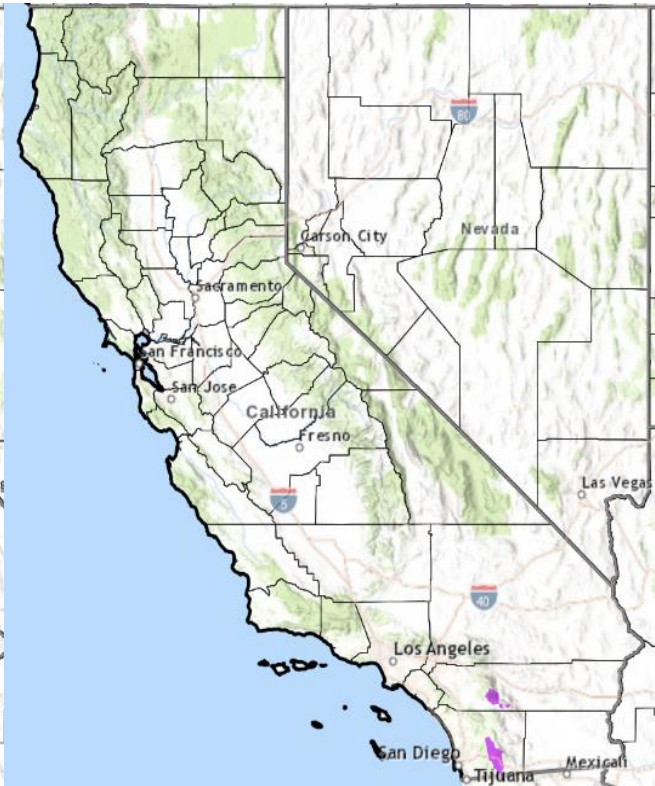 80
Nevada
Carson City
Sacramento
San Francisco
San Jose
California
Fresno
5
Las Vegas
40
Los Angeles
San Diego
Tijuana
Mexicali